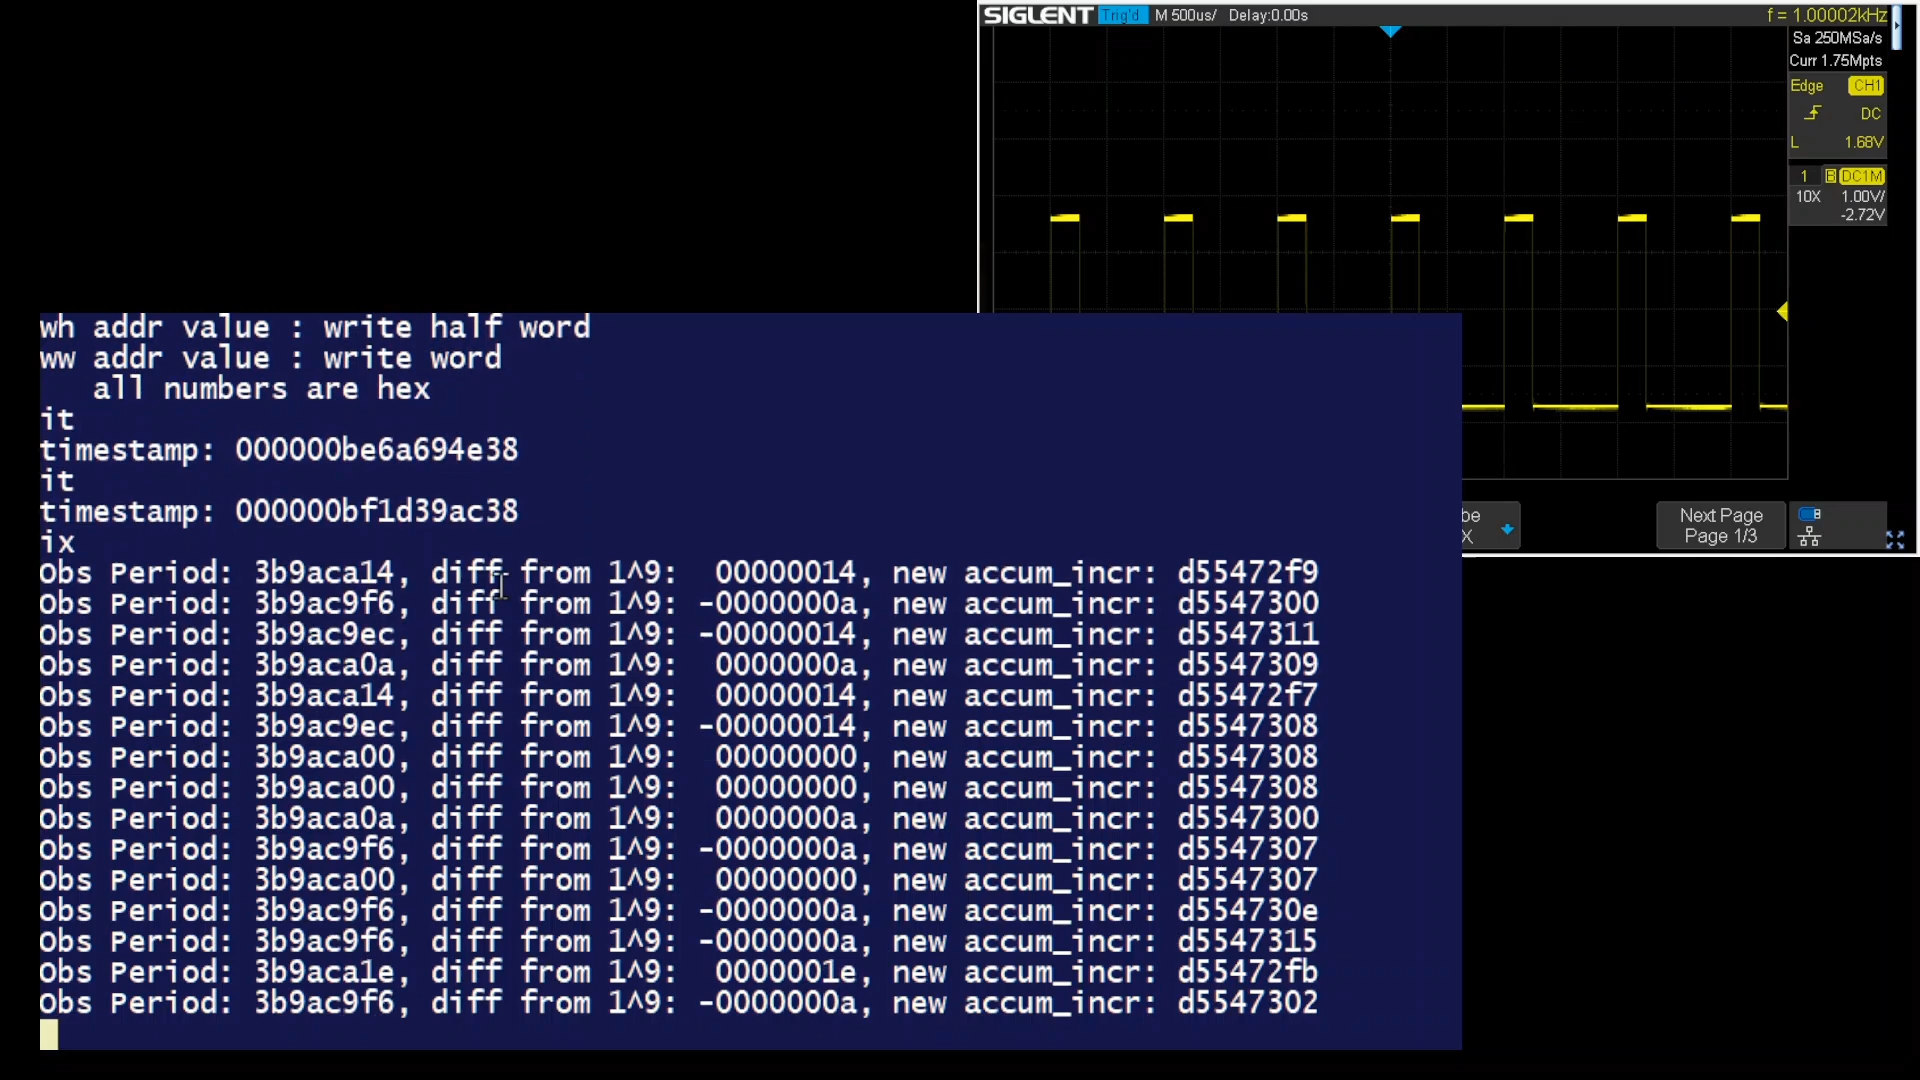 SIGLENT Trig'd M 500us/ Delay:0.00s f = 1.00002kHz
Sa 250MSa/s
Curr 1.75Mpts
Edge CH1
DC
L 1.68V
1 B DC1M
10X 1.00V/
-2.72V
be
X
Next Page
Page 1/3
wh addr value : write half word
ww addr value : write word
all numbers are hex
it
timestamp: 000000be6a694e38
it
timestamp: 000000bf1d39ac38
ix
Obs Period: 3b9aca14, diff from 1^9:  00000014, new accum_incr: d55472f9
Obs Period: 3b9ac9f6, diff from 1^9: -0000000a, new accum_incr: d5547300
Obs Period: 3b9ac9ec, diff from 1^9: -00000014, new accum_incr: d5547311
Obs Period: 3b9aca0a, diff from 1^9:  0000000a, new accum_incr: d5547309
Obs Period: 3b9aca14, diff from 1^9:  00000014, new accum_incr: d55472f7
Obs Period: 3b9ac9ec, diff from 1^9: -00000014, new accum_incr: d5547308
Obs Period: 3b9aca00, diff from 1^9:  00000000, new accum_incr: d5547308
Obs Period: 3b9aca00, diff from 1^9:  00000000, new accum_incr: d5547308
Obs Period: 3b9aca0a, diff from 1^9:  0000000a, new accum_incr: d5547300
Obs Period: 3b9ac9f6, diff from 1^9: -0000000a, new accum_incr: d5547307
Obs Period: 3b9aca00, diff from 1^9:  00000000, new accum_incr: d5547307
Obs Period: 3b9ac9f6, diff from 1^9: -0000000a, new accum_incr: d554730e
Obs Period: 3b9ac9f6, diff from 1^9: -0000000a, new accum_incr: d5547315
Obs Period: 3b9aca1e, diff from 1^9:  0000001e, new accum_incr: d55472fb
Obs Period: 3b9ac9f6, diff from 1^9: -0000000a, new accum_incr: d5547302